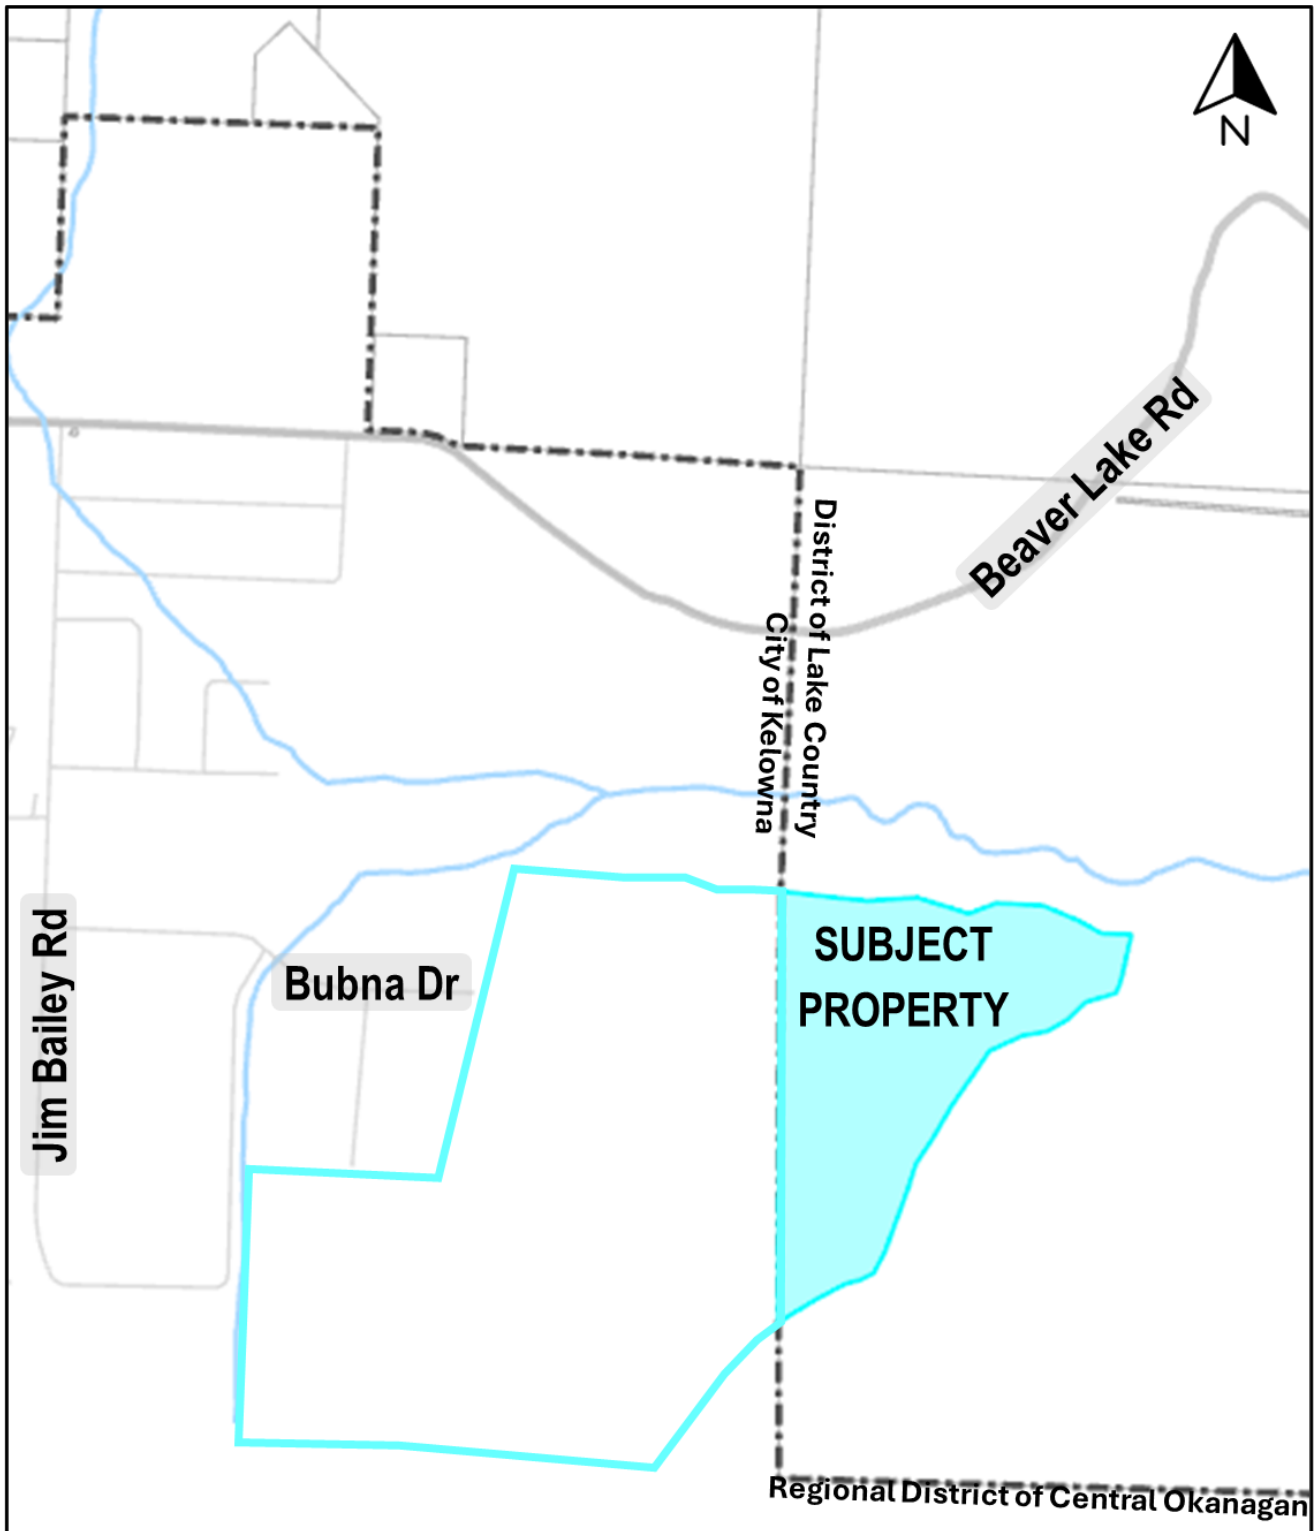 N
Beaver Lake Rd
District of Lake Country
City of Kelowna
SUBJECT
PROPERTY
Jim Bailey Rd
Bubna Dr
Regional District of Central Okanagan